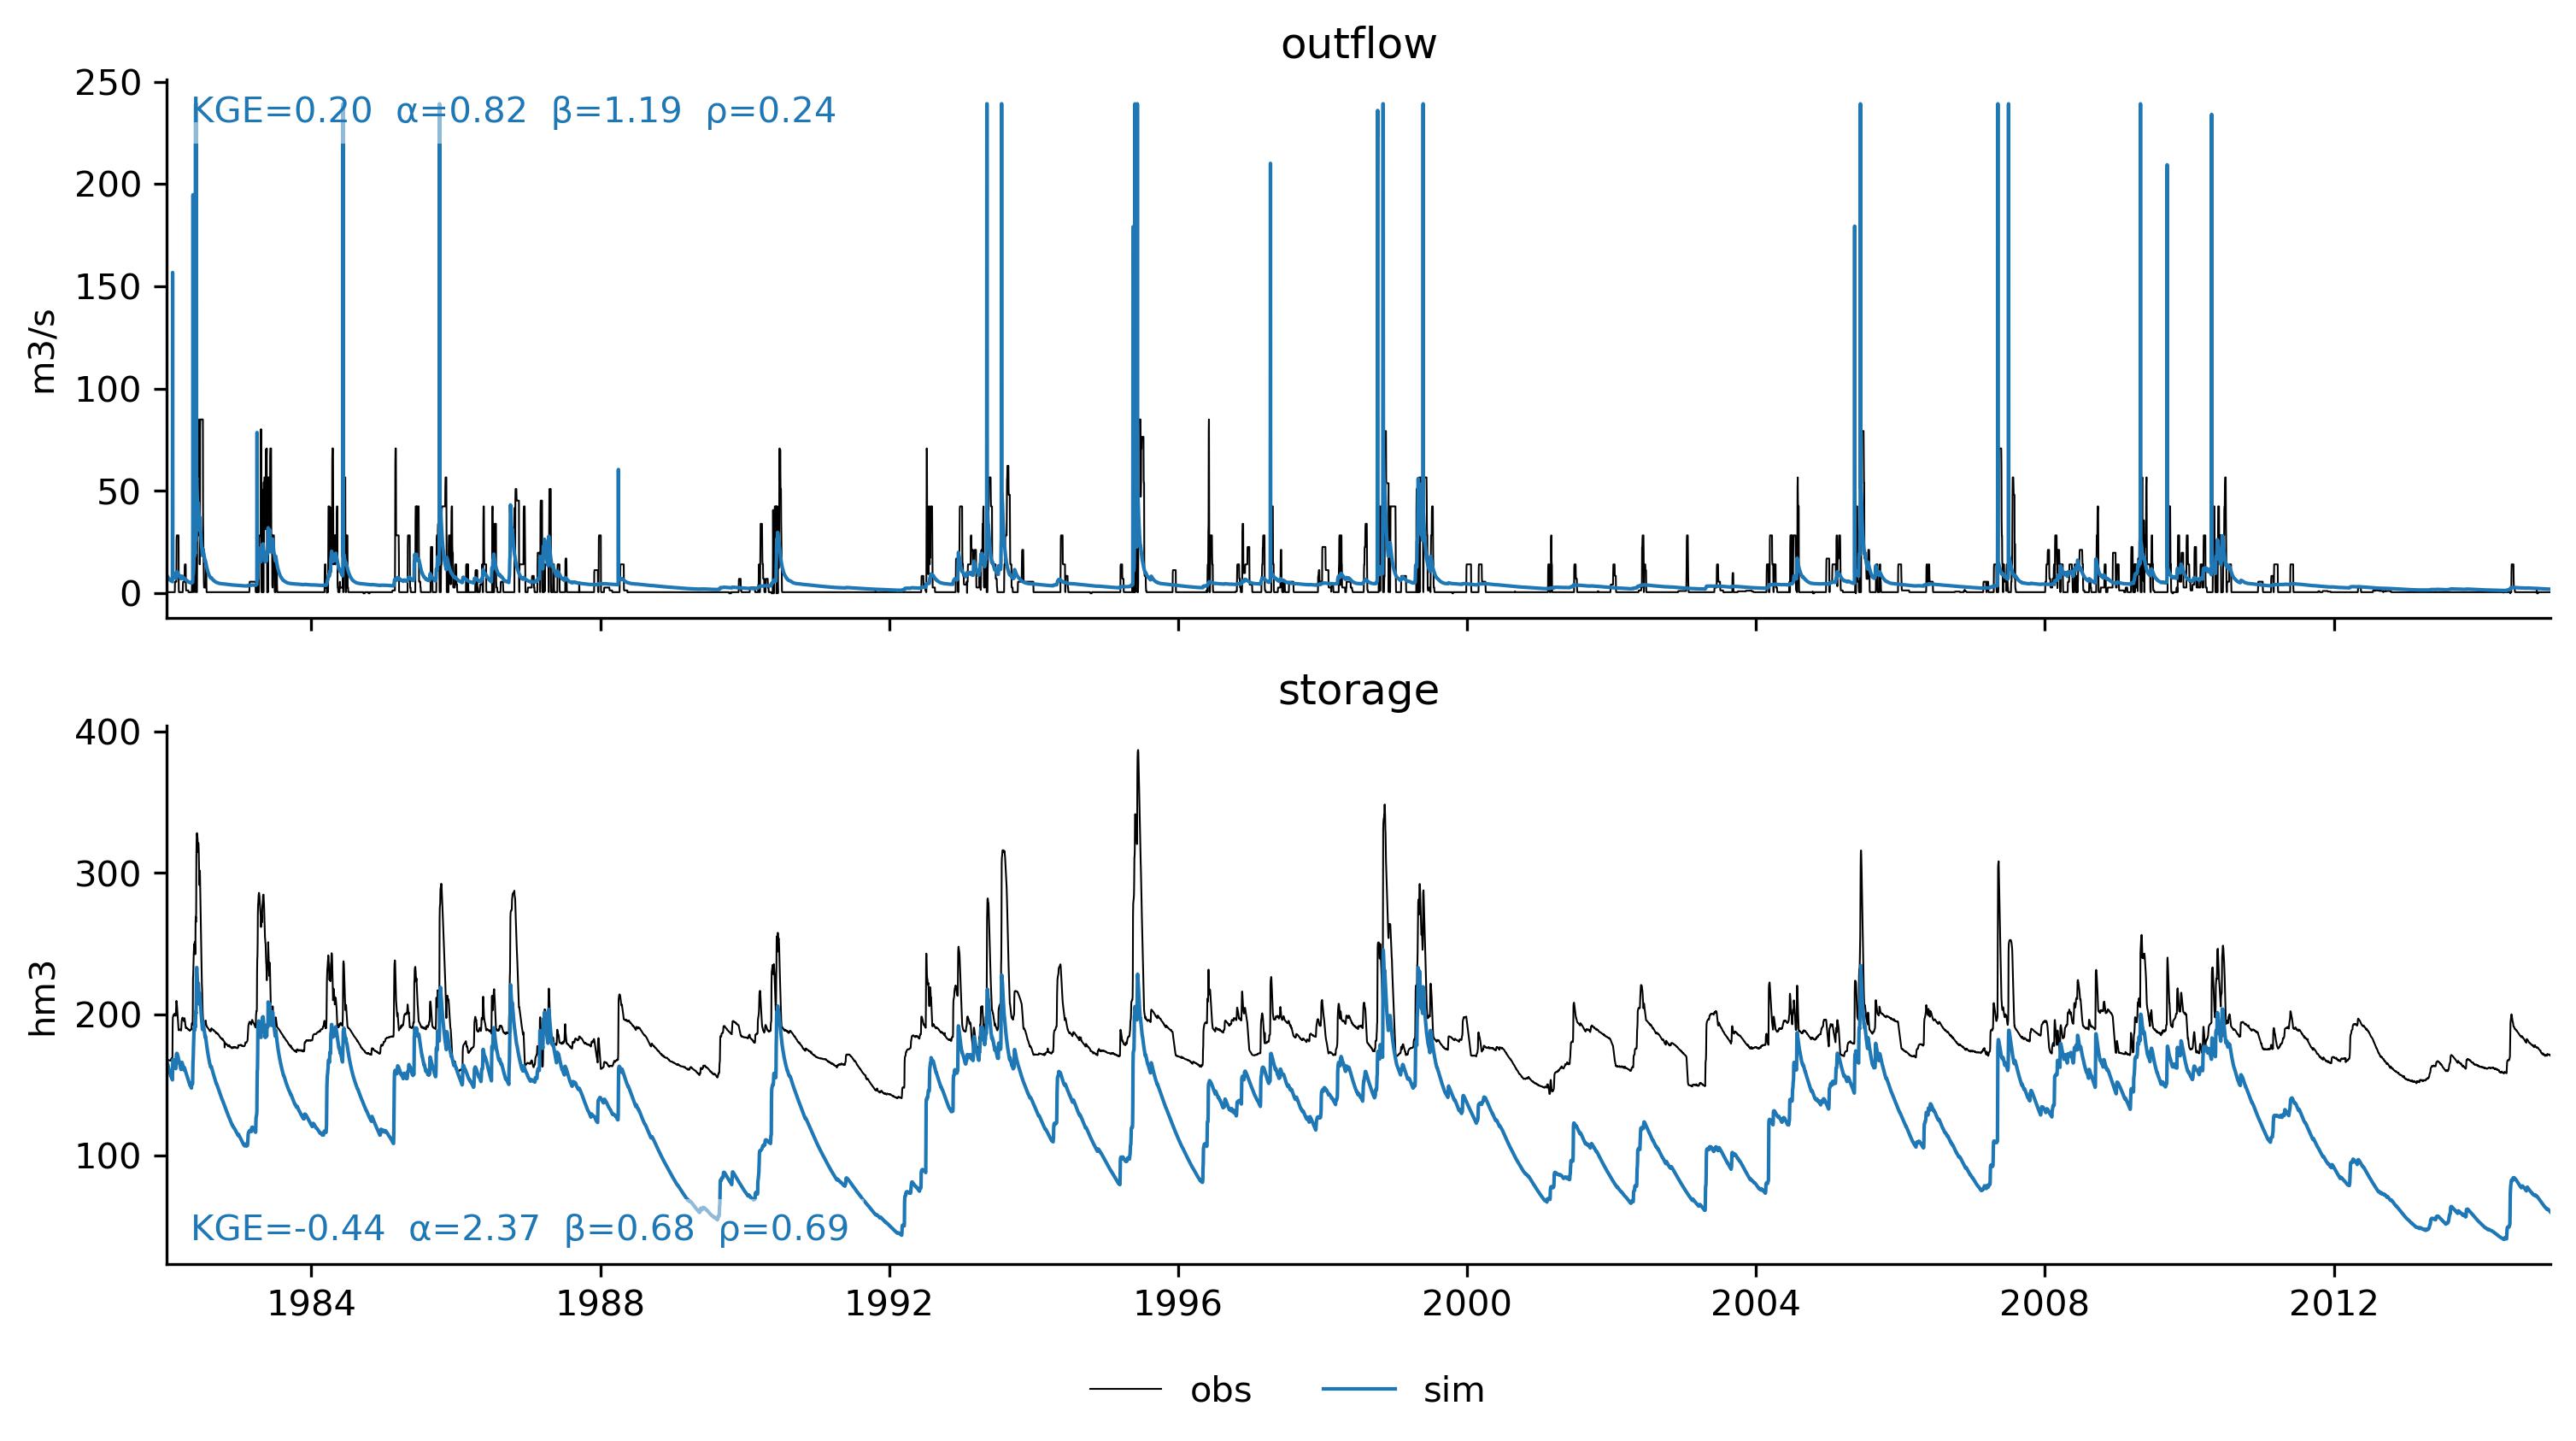 outflow
250
200
150
100
50
0
m3/s
KGE=0.20 α=0.82 β=1.19 ρ=0.24
storage
400
300
200
100
hm3
KGE=-0.44 α=2.37 β=0.68 ρ=0.69
1984 1988 1992 1996 2000 2004 2008 2012
obs sim